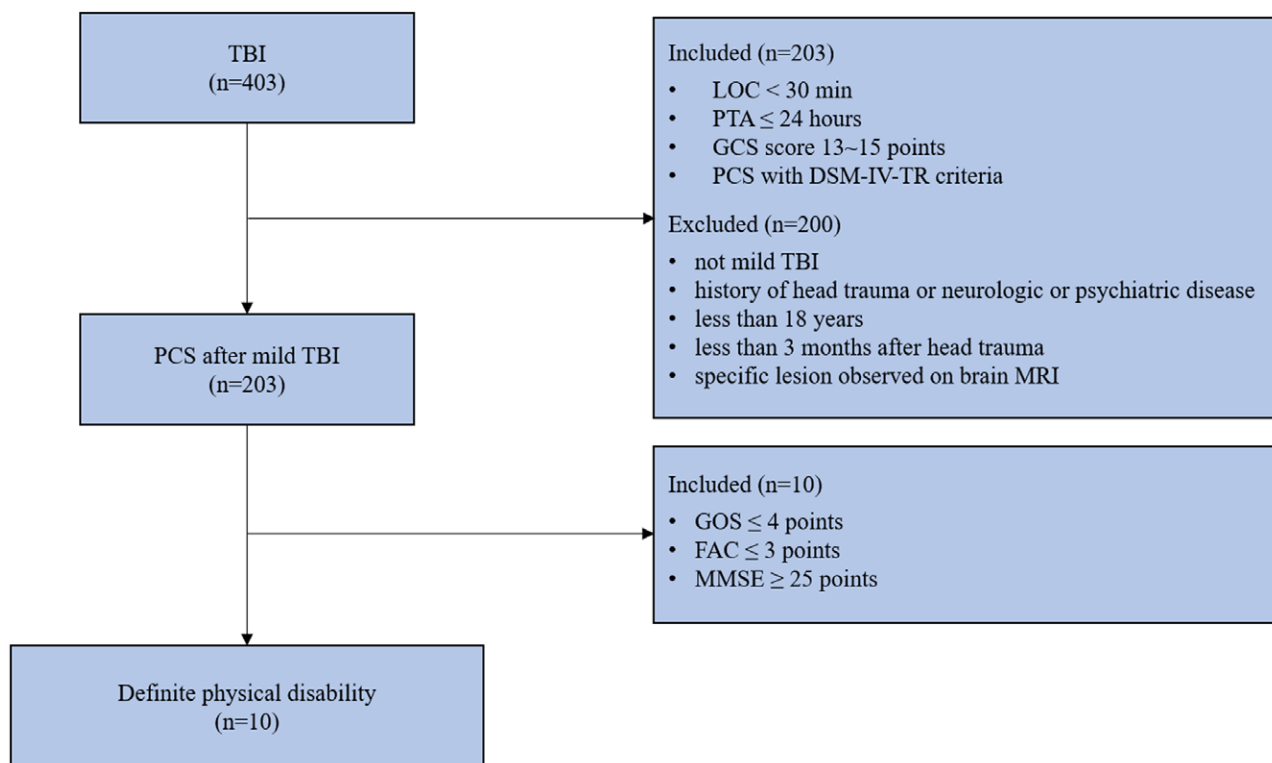 TBI
(n=403)
Included (n=203)
• LOC < 30 min
• PTA ≤ 24 hours
• GCS score 13~15 points
• PCS with DSM-IV-TR criteria
Excluded (n=200)
• not mild TBI
• history of head trauma or neurologic or psychiatric disease
• less than 18 years
• less than 3 months after head trauma
• specific lesion observed on brain MRI
PCS after mild TBI
(n=203)
Included (n=10)
• GOS ≤ 4 points
• FAC ≤ 3 points
• MMSE ≥ 25 points
Definite physical disability
(n=10)